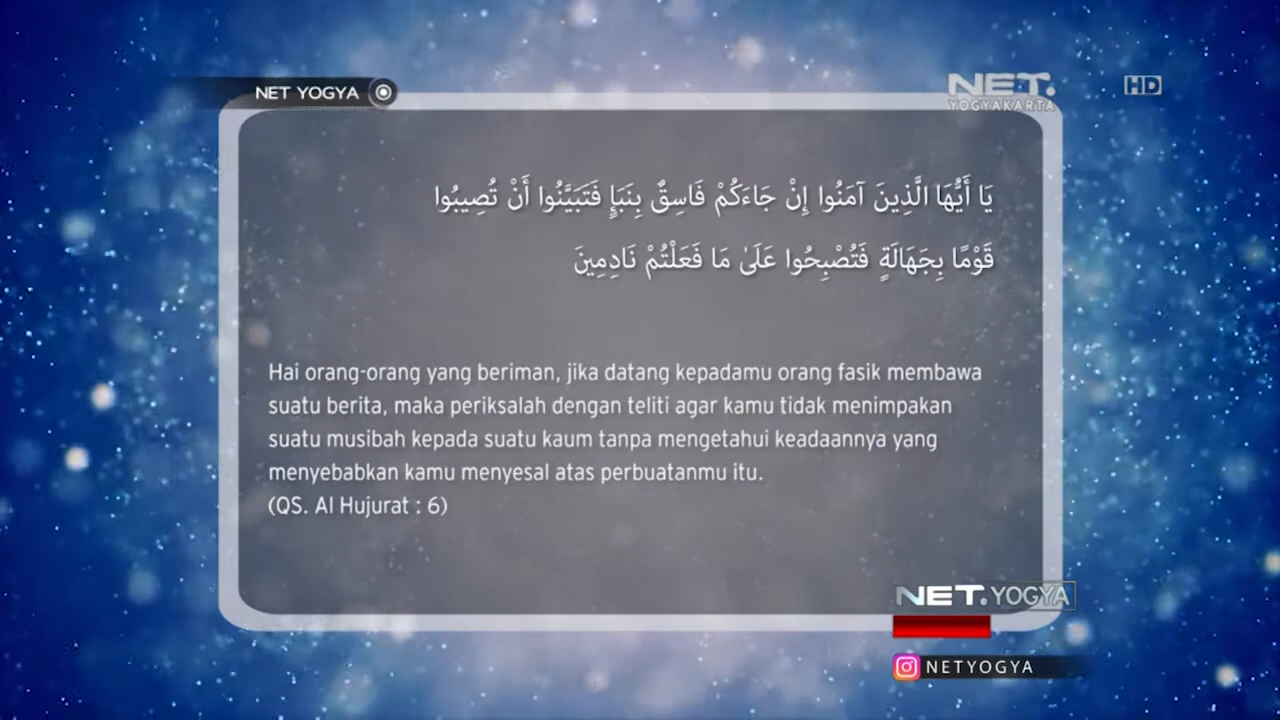 NET YOGYA
NET.
YOGYAKARTA
HD
يَا أَيُّهَا الَّذِينَ آمَنُوا إِنْ جَاءَكُمْ فَاسِقٌ بِنَبَإٍ فَتَبَيَّنُوا أَنْ تُصِيبُوا
قَوْمًا بِجَهَالَةٍ فَتُصْبِحُوا عَلَىٰ مَا فَعَلْتُمْ نَادِمِينَ
Hai orang-orang yang beriman, jika datang kepadamu orang fasik membawa
suatu berita, maka periksalah dengan teliti agar kamu tidak menimpakan
suatu musibah kepada suatu kaum tanpa mengetahui keadaannya yang
menyebabkan kamu menyesal atas perbuatanmu itu.
(QS. Al Hujurat : 6)
NET.YOGYA
NETYOGYA